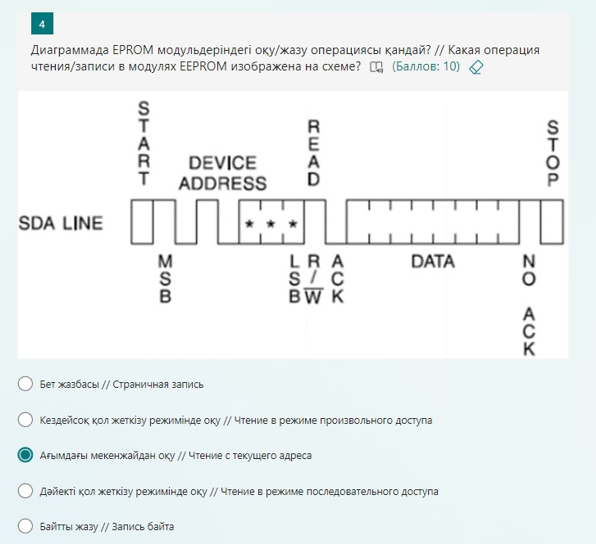 4
Диаграммада EPROM модульдеріндегі оқу/жазу операциясы қандай? // Какая операция
чтения/записи в модулях EEPROM изображена на схеме? (Баллов: 10)
START
READ
STOP
DEVICE
ADDRESS
SDA LINE
* * *
MSB
LSB
R/W
ACK
DATA
NO ACK
Бет жазбасы // Страничная запись
Кездейсоқ қол жеткізу режимінде оқу // Чтение в режиме произвольного доступа
Ағымдағы мекенжайдан оқу // Чтение с текущего адреса
Дәйекті қол жеткізу режимінде оқу // Чтение в режиме последовательного доступа
Байтты жазу // Запись байта